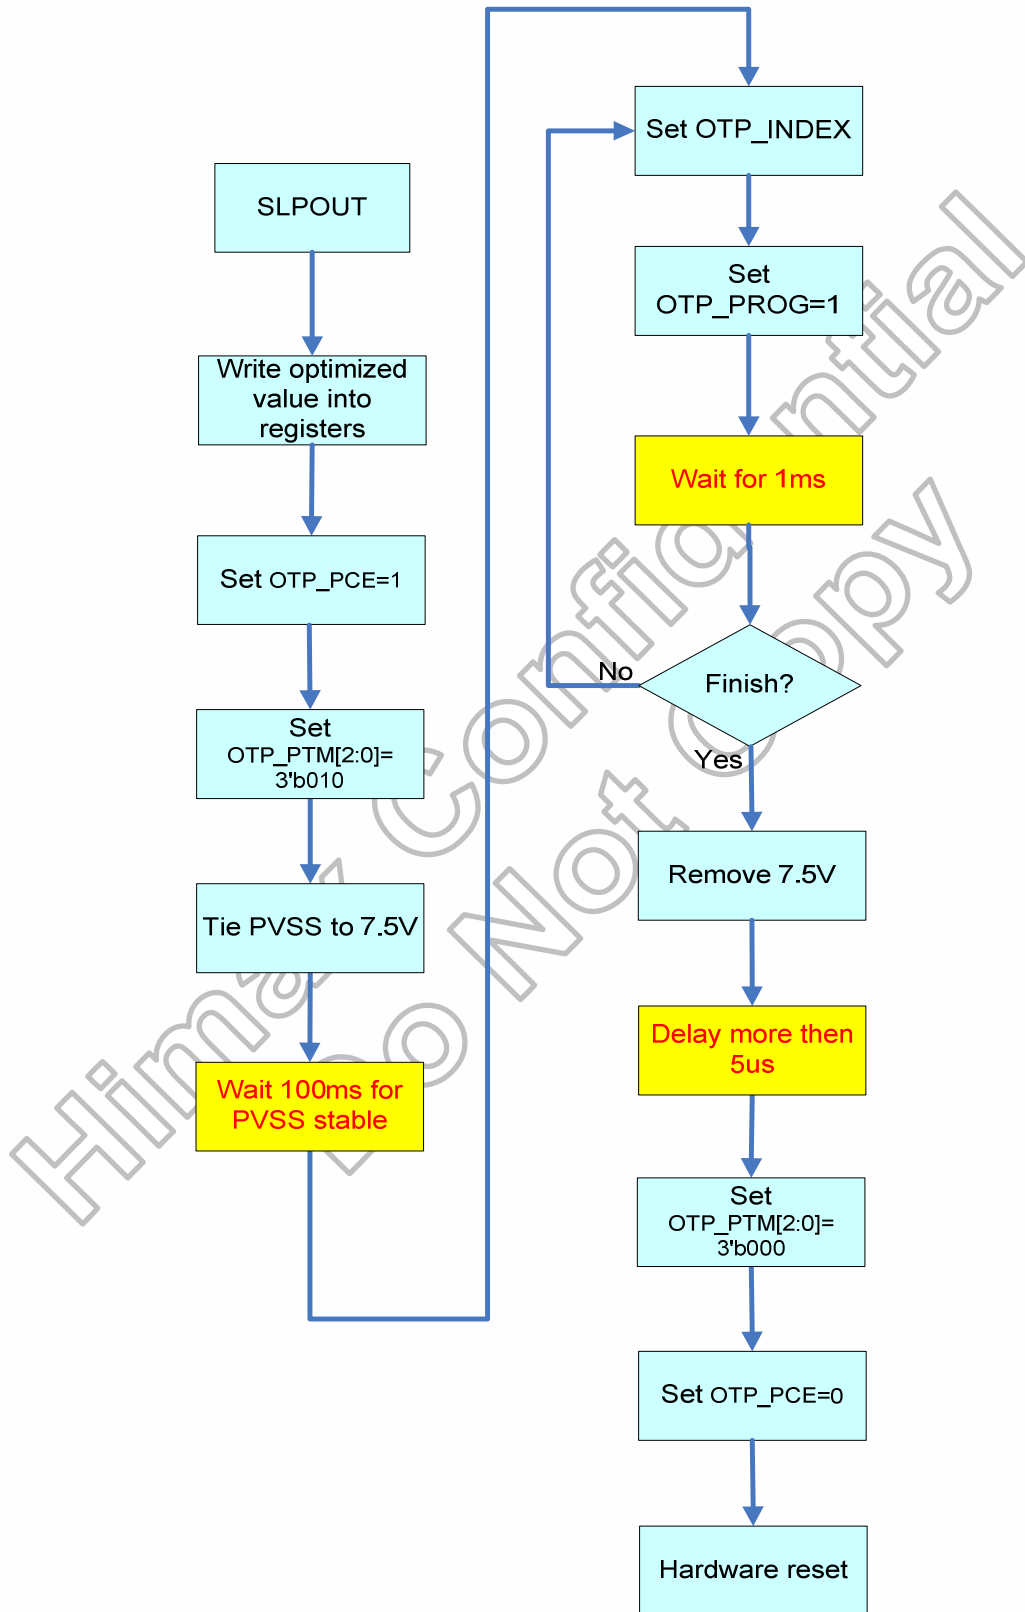 SLPOUT
Write optimized
value into
registers
Set OTP_PCE=1
Set
OTP_PTM[2:0]=
3'b010
Tie PVSS to 7.5V
Wait 100ms for
PVSS stable
Set OTP_INDEX
Set
OTP_PROG=1
Wait for 1ms
Finish?
No
Yes
Remove 7.5V
Delay more then
5us
Set
OTP_PTM[2:0]=
3'b000
Set OTP_PCE=0
Hardware reset
Himax Confidential
Do Not Copy